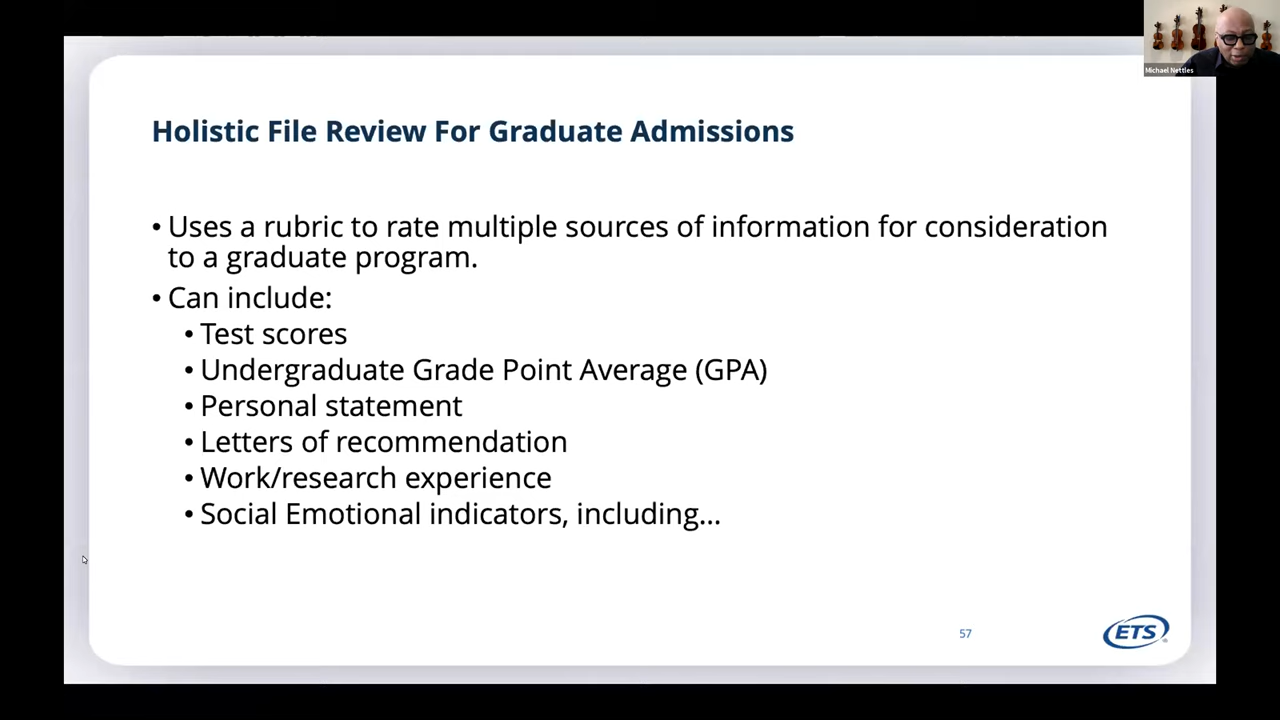 Michael Nettles
Holistic File Review For Graduate Admissions
• Uses a rubric to rate multiple sources of information for consideration
to a graduate program.
• Can include:
• Test scores
• Undergraduate Grade Point Average (GPA)
• Personal statement
• Letters of recommendation
• Work/research experience
• Social Emotional indicators, including...
57
ETS